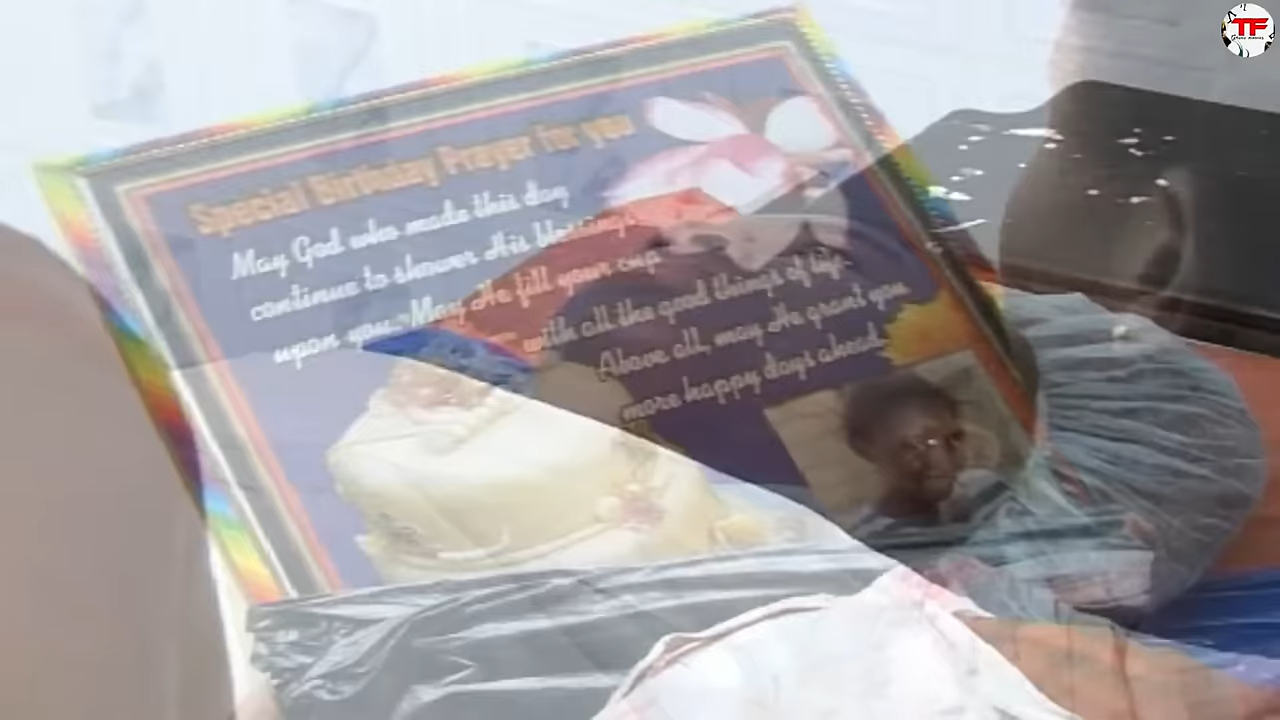 Special Birthday Prayer for you
May God who made this day
continue to shower His blessings
upon you. May He fill your cup
with all the good things of life.
Above all, may He grant you
more happy days ahead.
TF